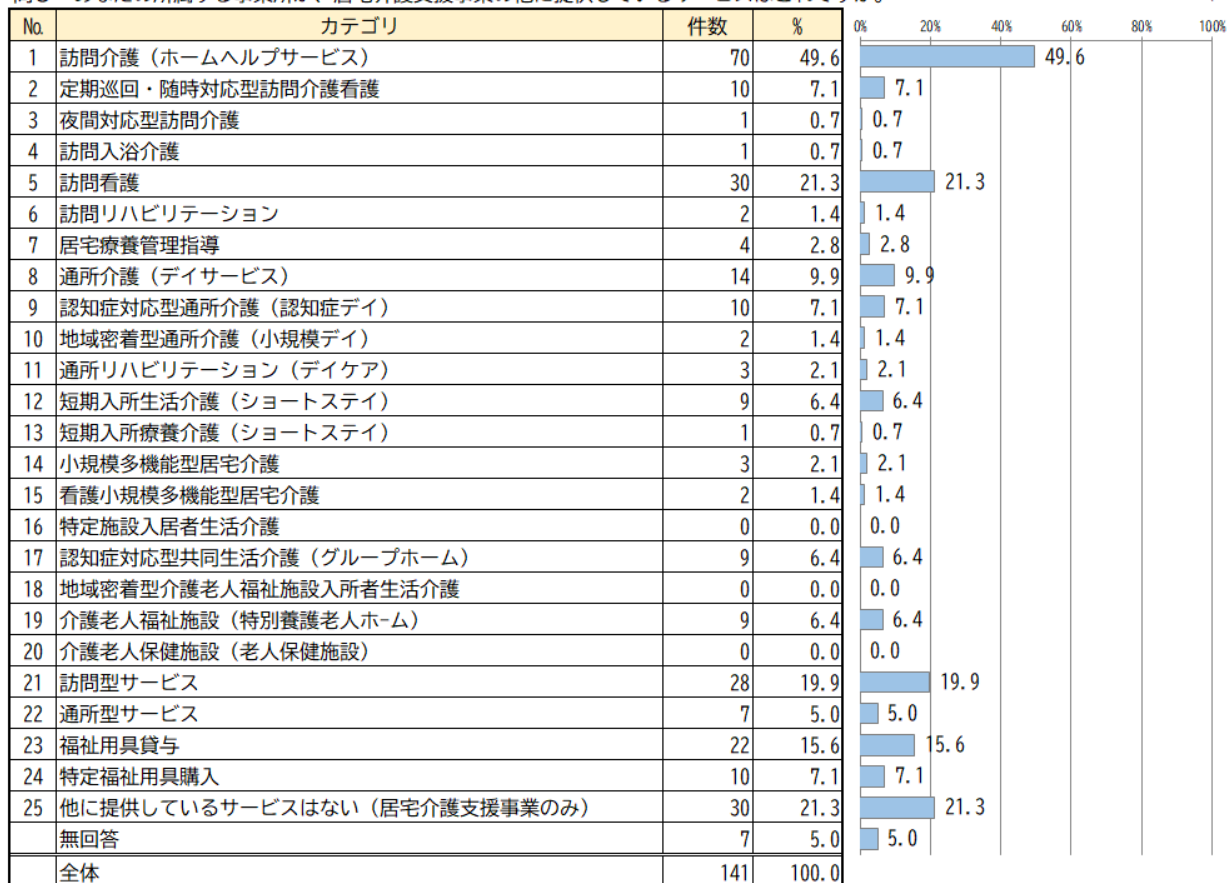 No. カテゴリ 件数 % 0% 20% 40% 60% 80% 100%
1 訪問介護（ホームヘルプサービス） 70 49.6 49.6
2 定期巡回・随時対応型訪問介護看護 10 7.1 7.1
3 夜間対応型訪問介護 1 0.7 0.7
4 訪問入浴介護 1 0.7 0.7
5 訪問看護 30 21.3 21.3
6 訪問リハビリテーション 2 1.4 1.4
7 居宅療養管理指導 4 2.8 2.8
8 通所介護（デイサービス） 14 9.9 9.9
9 認知症対応型通所介護（認知症デイ） 10 7.1 7.1
10 地域密着型通所介護（小規模デイ） 2 1.4 1.4
11 通所リハビリテーション（デイケア） 3 2.1 2.1
12 短期入所生活介護（ショートステイ） 9 6.4 6.4
13 短期入所療養介護（ショートステイ） 1 0.7 0.7
14 小規模多機能型居宅介護 3 2.1 2.1
15 看護小規模多機能型居宅介護 2 1.4 1.4
16 特定施設入居者生活介護 0 0.0 0.0
17 認知症対応型共同生活介護（グループホーム） 9 6.4 6.4
18 地域密着型介護老人福祉施設入所者生活介護 0 0.0 0.0
19 介護老人福祉施設（特別養護老人ホｰム） 9 6.4 6.4
20 介護老人保健施設（老人保健施設） 0 0.0 0.0
21 訪問型サービス 28 19.9 19.9
22 通所型サービス 7 5.0 5.0
23 福祉用具貸与 22 15.6 15.6
24 特定福祉用具購入 10 7.1 7.1
25 他に提供しているサービスはない（居宅介護支援事業のみ） 30 21.3 21.3
無回答 7 5.0 5.0
全体 141 100.0